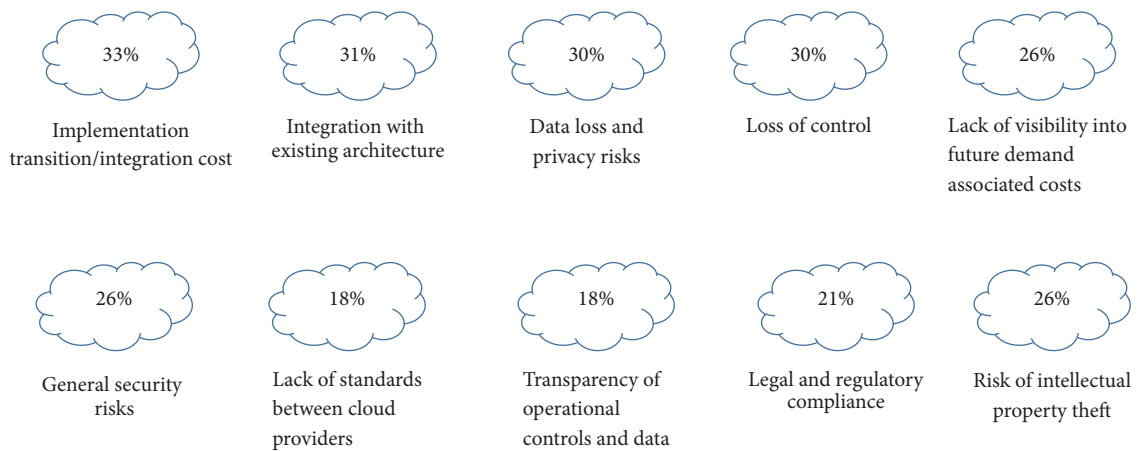 33%
31%
30%
30%
26%
Implementation
transition/integration cost
Integration with
existing architecture
Data loss and
privacy risks
Loss of control
Lack of visibility into
future demand
associated costs
26%
18%
18%
21%
26%
General security
risks
Lack of standards
between cloud
providers
Transparency of
operational
controls and data
Legal and regulatory
compliance
Risk of intellectual
property theft